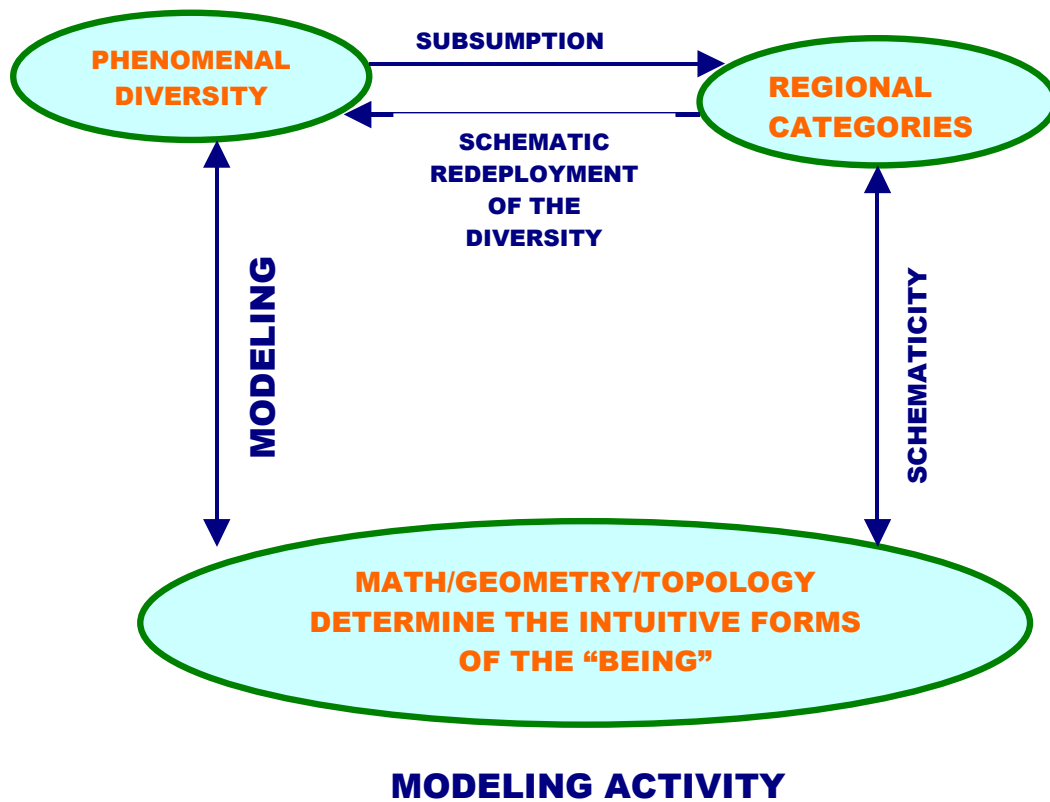 SUBSUMPTION
PHENOMENAL
DIVERSITY
REGIONAL
CATEGORIES
SCHEMATIC
REDEPLOYMENT
OF THE
DIVERSITY
MODELING
SCHEMATICITY
MATH/GEOMETRY/TOPOLOGY
DETERMINE THE INTUITIVE FORMS
OF THE “BEING”
MODELING ACTIVITY